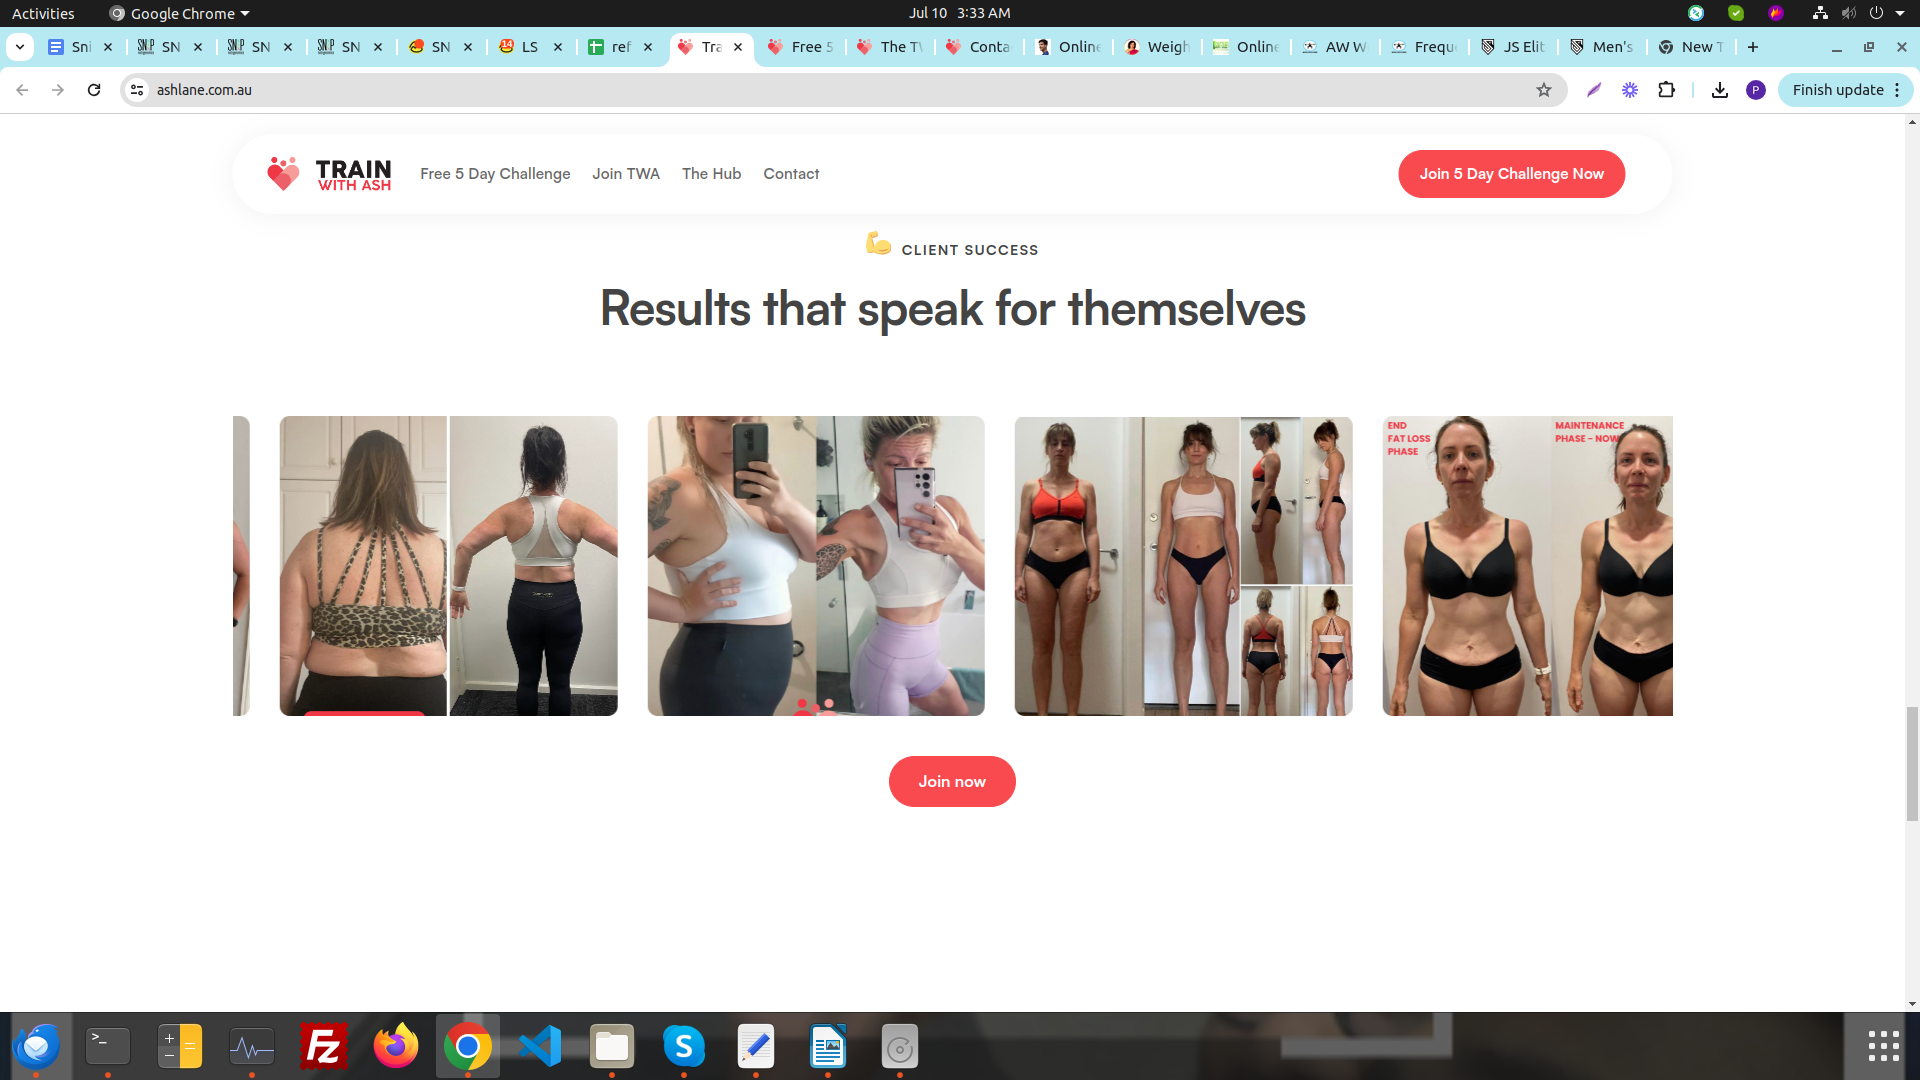 Activities
Google Chrome
Jul 10 3:33 AM
Sni
SN
SN
SN
SN
LS
ref
Tra
Free 5
The TW
Conta
Online
Weigh
Online
AW W
Frequ
JS Elit
Men's
New T
ashlane.com.au
P
Finish update
TRAIN
WITH ASH
Free 5 Day Challenge
Join TWA
The Hub
Contact
Join 5 Day Challenge Now
CLIENT SUCCESS
Results that speak for themselves
END
FAT LOSS
PHASE
MAINTENANCE
PHASE - NOW
Join now